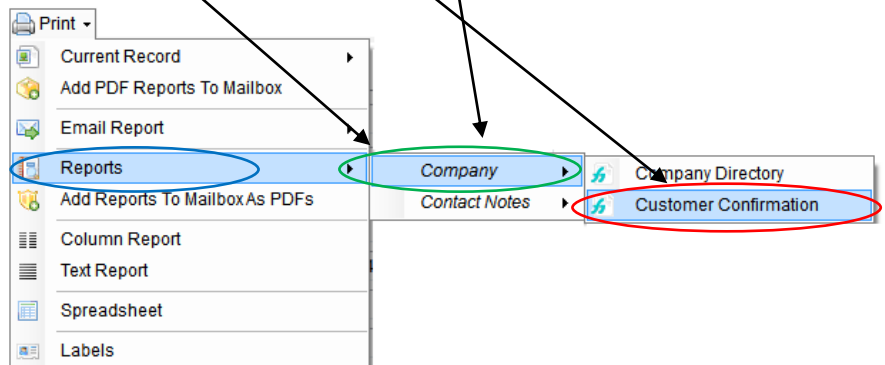 Print
Current Record
Add PDF Reports To Mailbox
Email Report
Reports
Add Reports To Mailbox As PDFs
Column Report
Text Report
Spreadsheet
Labels
Company
Contact Notes
Company Directory
Customer Confirmation